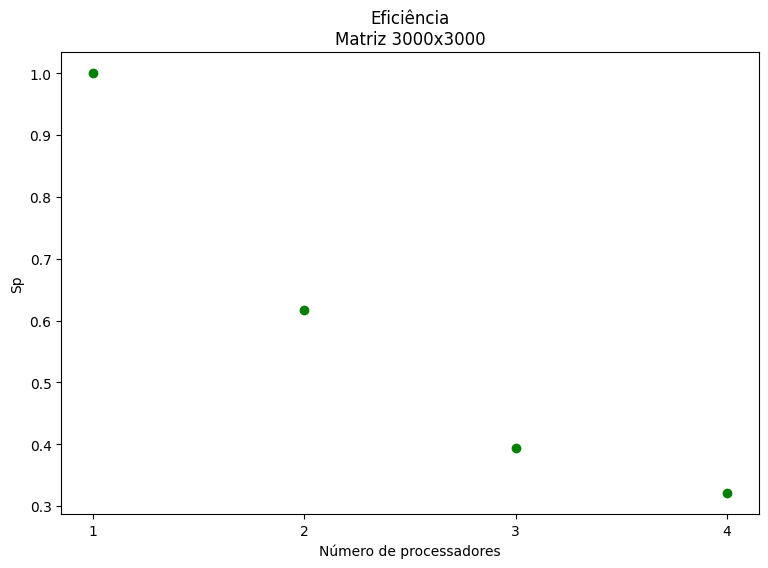 Eficiência
Matriz 3000x3000
1.0
0.9
0.8
0.7
0.6
0.5
0.4
0.3
Sp
1 2 3 4
Número de processadores